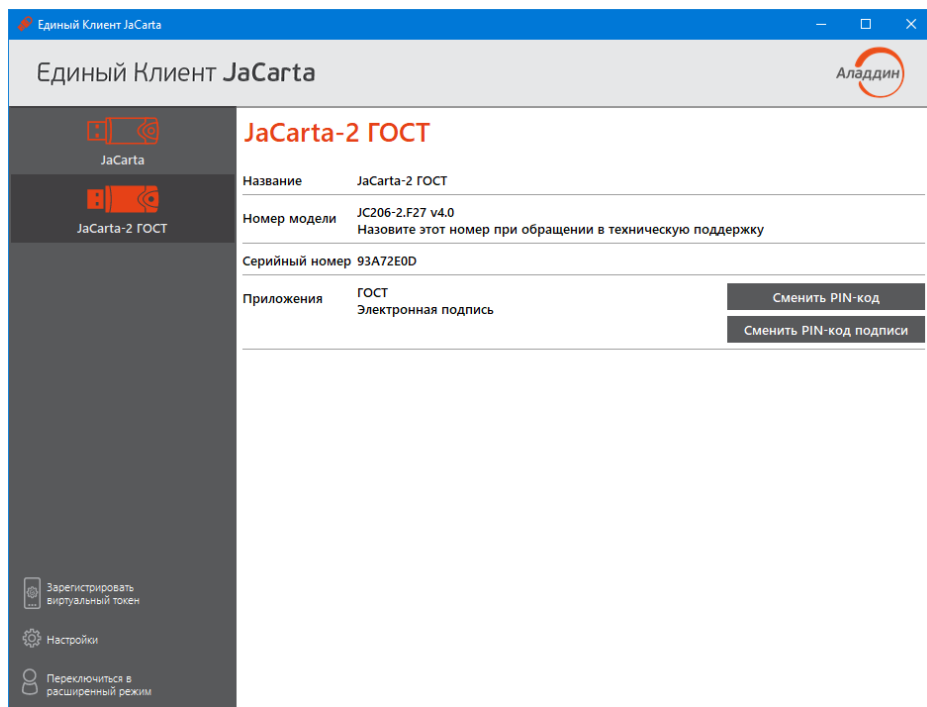 Единый Клиент JaCarta
Единый Клиент JaCarta
Аладдин
JaCarta
JaCarta-2 ГОСТ
JaCarta-2 ГОСТ
Название JaCarta-2 ГОСТ
Номер модели JC206-2.F27 v4.0
Назовите этот номер при обращении в техническую поддержку
Серийный номер 93A72E0D
Приложения ГОСТ
Электронная подпись
Сменить PIN-код
Сменить PIN-код подписи
Зарегистрировать
виртуальный токен
Настройки
Переключиться в
расширенный режим